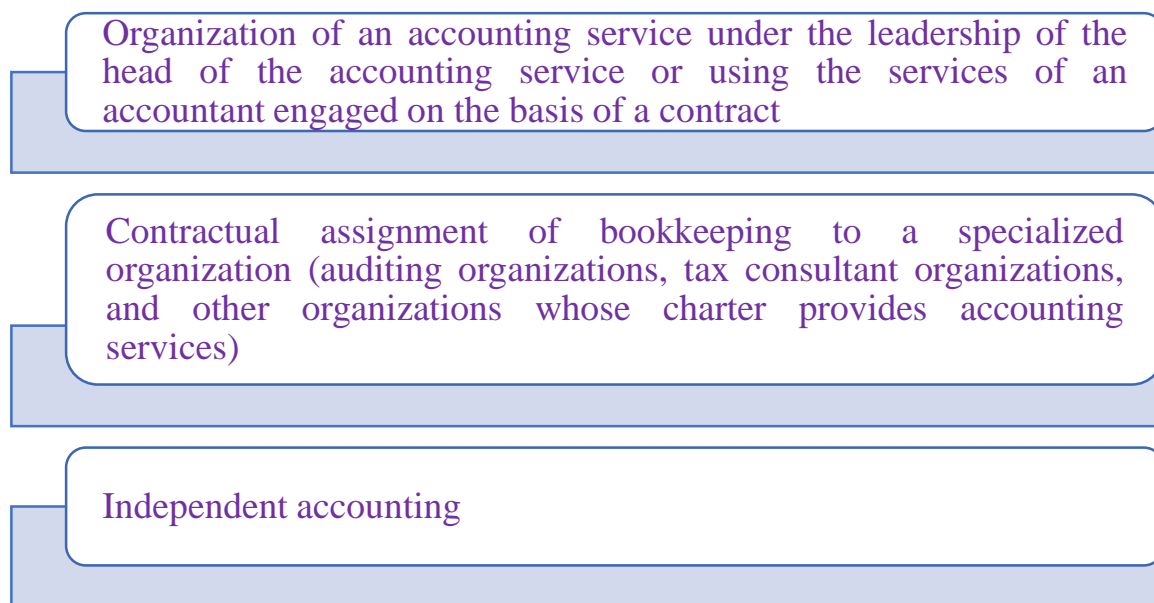 Organization of an accounting service under the leadership of the
head of the accounting service or using the services of an
accountant engaged on the basis of a contract
Contractual assignment of bookkeeping to a specialized
organization (auditing organizations, tax consultant organizations,
and other organizations whose charter provides accounting
services)
Independent accounting